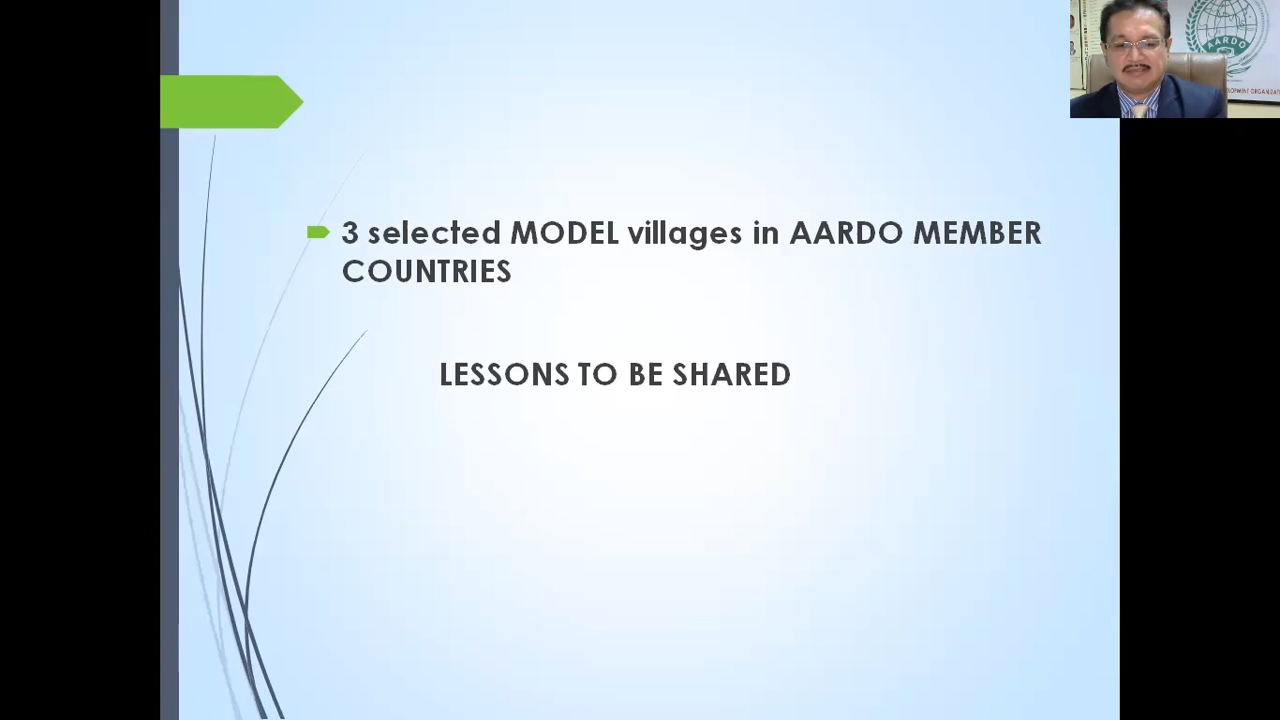 AARDO
3 selected MODEL villages in AARDO MEMBER
COUNTRIES
LESSONS TO BE SHARED